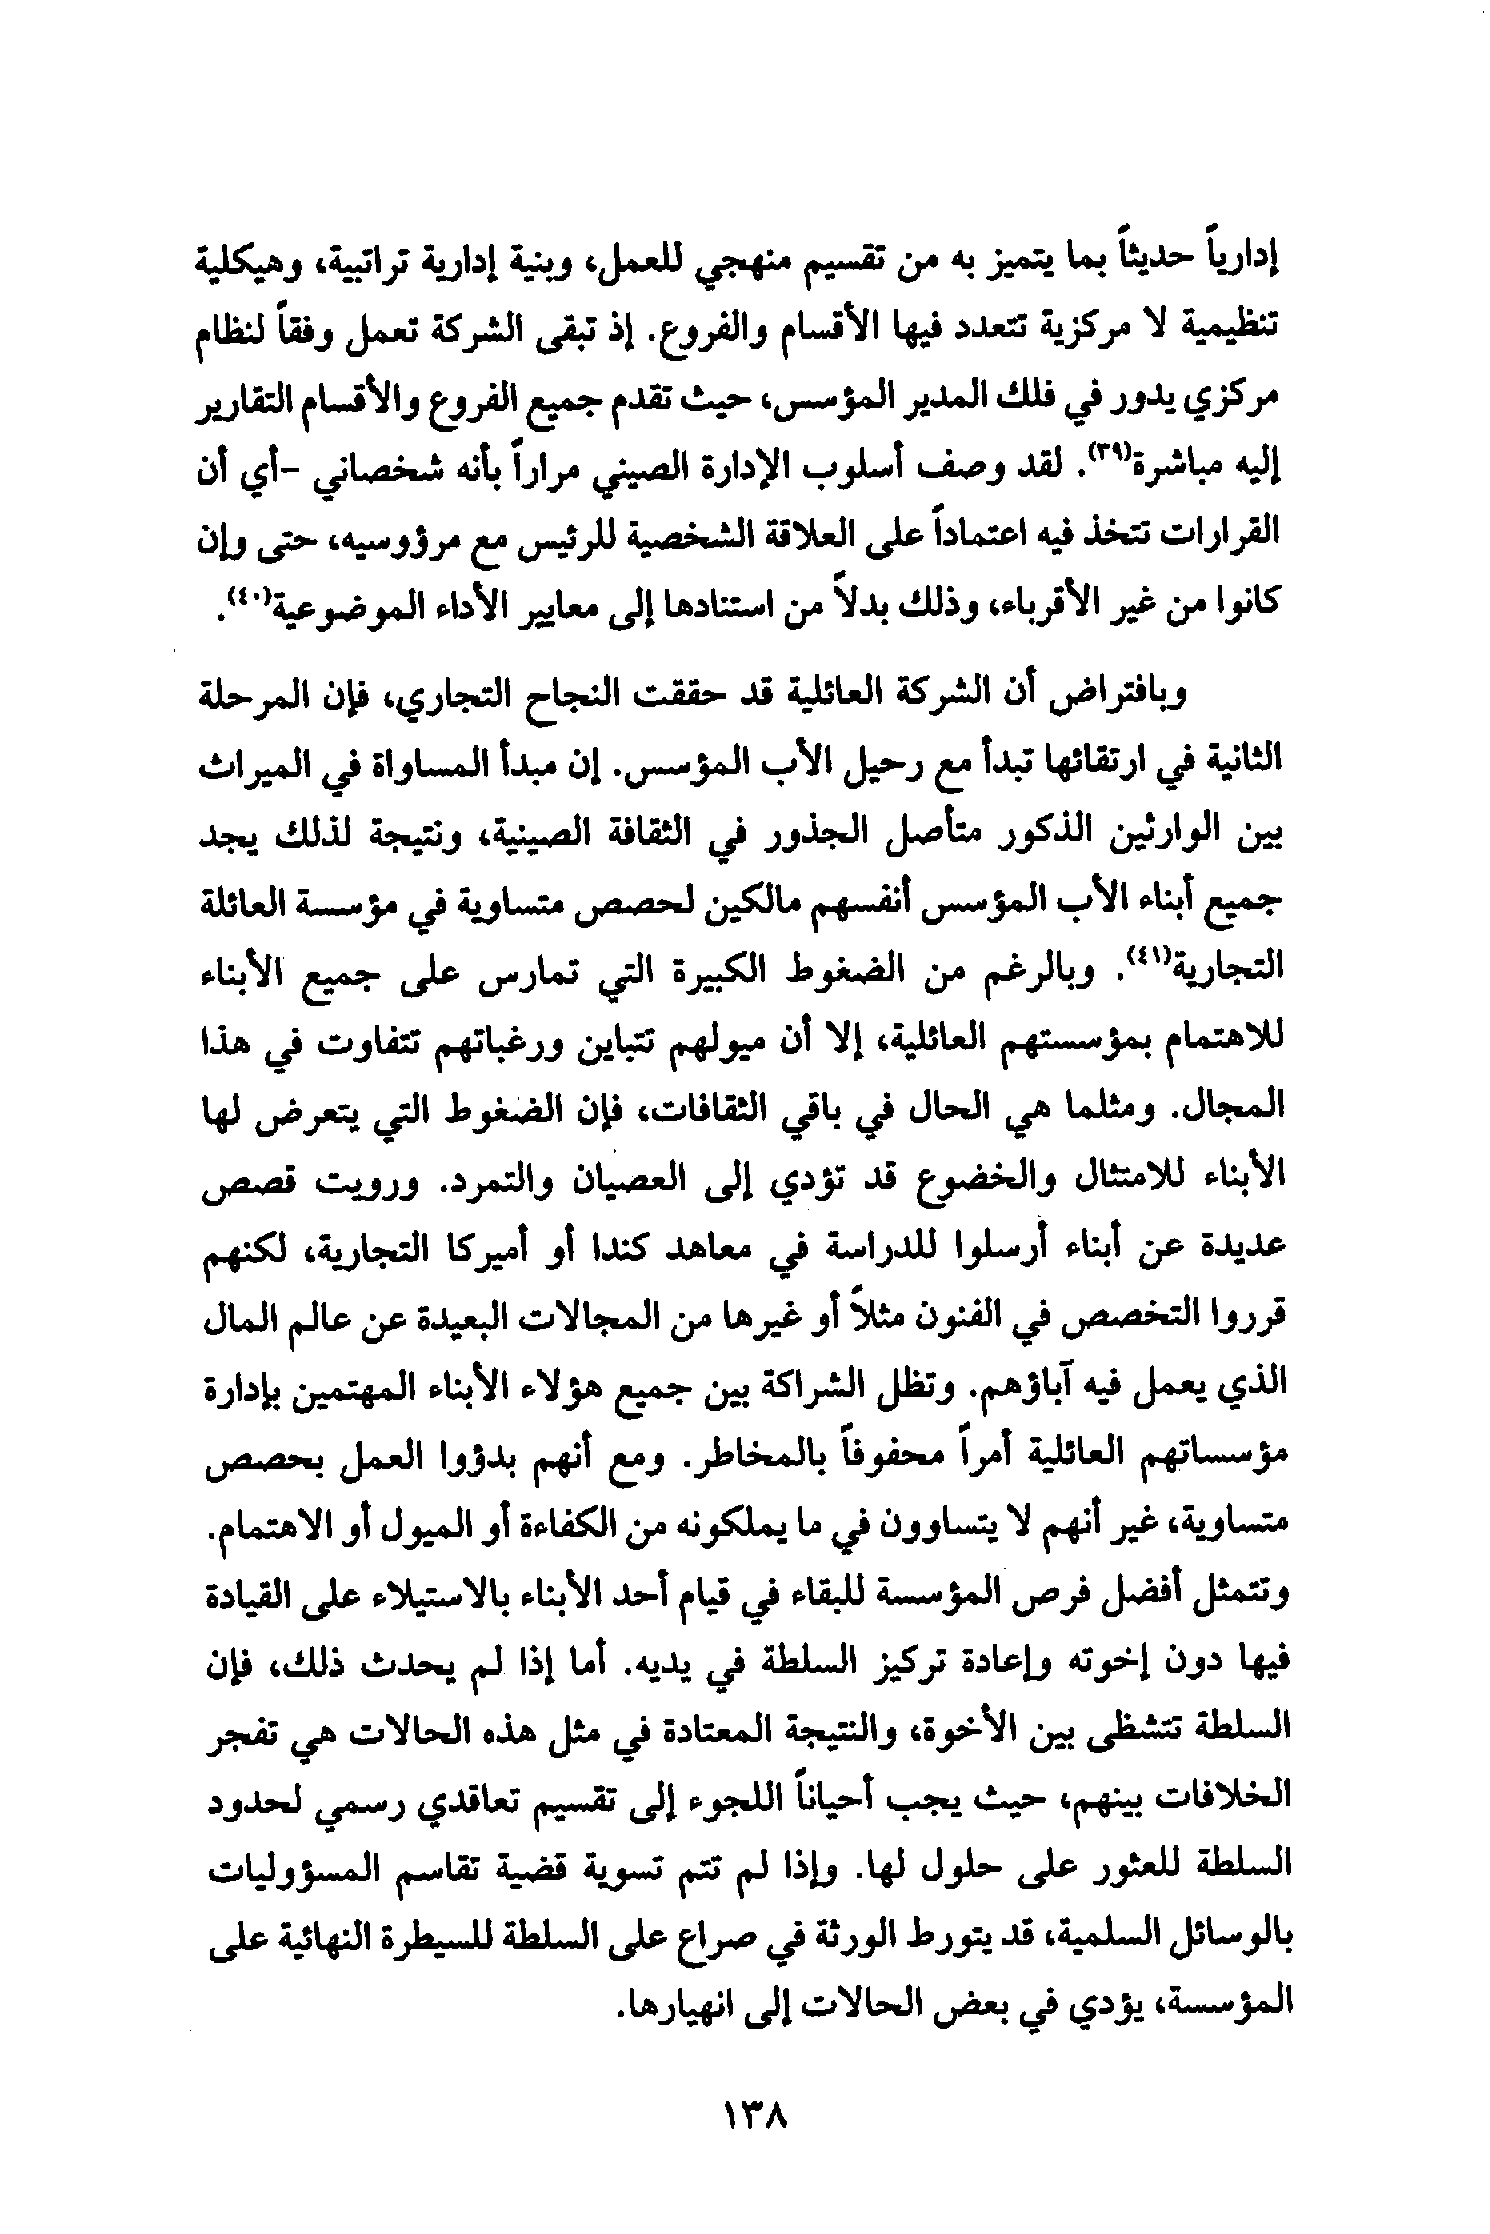 إدارياً حديثاً بما يتميز به من تقسيم منهجي للعمل، وبنية إدارية تراتبية، وهيكلية
تنظيمية لا مركزية تتعدد فيها الأقسام والفروع. إذ تبقى الشركة تعمل وفقاً لنظام
مركزي يدور في فلك المدير المؤسس، حيث تقدم جميع الفروع والأقسام التقارير
إليه مباشرة(٣٩). لقد وصف أسلوب الإدارة الصيني مراراً بأنه شخصاني -أي أن
القرارات تتخذ فيه اعتماداً على العلاقة الشخصية للرئيس مع مرؤوسيه، حتى وإن
كانوا من غير الأقرباء، وذلك بدلاً من استنادها إلى معايير الأداء الموضوعية(٤٠).
وبافتراض أن الشركة العائلية قد حققت النجاح التجاري، فإن المرحلة
الثانية في ارتقائها تبدأ مع رحيل الأب المؤسس. إن مبدأ المساواة في الميراث
بين الوارثين الذكور متأصل الجذور في الثقافة الصينية، ونتيجة لذلك يجد
جميع أبناء الأب المؤسس أنفسهم مالكين لحصص متساوية في مؤسسة العائلة
التجارية(٤١). وبالرغم من الضغوط الكبيرة التي تمارس على جميع الأبناء
للاهتمام بمؤسستهم العائلية، إلا أن ميولهم تتباين ورغباتهم تتفاوت في هذا
المجال. ومثلما هي الحال في باقي الثقافات، فإن الضغوط التي يتعرض لها
الأبناء للامتثال والخضوع قد تؤدي إلى العصيان والتمرد. ورويت قصص
عديدة عن أبناء أرسلوا للدراسة في معاهد كندا أو أميركا التجارية، لكنهم
قرروا التخصص في الفنون مثلاً أو غيرها من المجالات البعيدة عن عالم المال
الذي يعمل فيه آباؤهم. وتظل الشراكة بين جميع هؤلاء الأبناء المهتمين بإدارة
مؤسساتهم العائلية أمراً محفوفاً بالمخاطر. ومع أنهم بدؤوا العمل بحصص
متساوية، غير أنهم لا يتساوون في ما يملكونه من الكفاءة أو الميول أو الاهتمام.
وتتمثل أفضل فرص المؤسسة للبقاء في قيام أحد الأبناء بالاستيلاء على القيادة
فيها دون إخوته وإعادة تركيز السلطة في يديه. أما إذا لم يحدث ذلك، فإن
السلطة تتشظى بين الأخوة، والنتيجة المعتادة في مثل هذه الحالات هي تفجر
الخلافات بينهم، حيث يجب أحياناً اللجوء إلى تقسيم تعاقدي رسمي لحدود
السلطة للعثور على حلول لها. وإذا لم تتم تسوية قضية تقاسم المسؤوليات
بالوسائل السلمية، قد يتورط الورثة في صراع على السلطة للسيطرة النهائية على
المؤسسة، يؤدي في بعض الحالات إلى انهيارها.
١٣٨